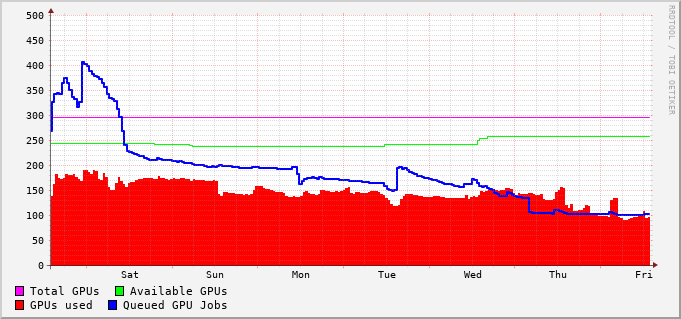 RRDTOOL / TOBI OETIKER
500
450
400
350
300
250
200
150
100
50
0
Sat Sun Mon Tue Wed Thu Fri
Total GPUs Available GPUs
GPUs used Queued GPU Jobs